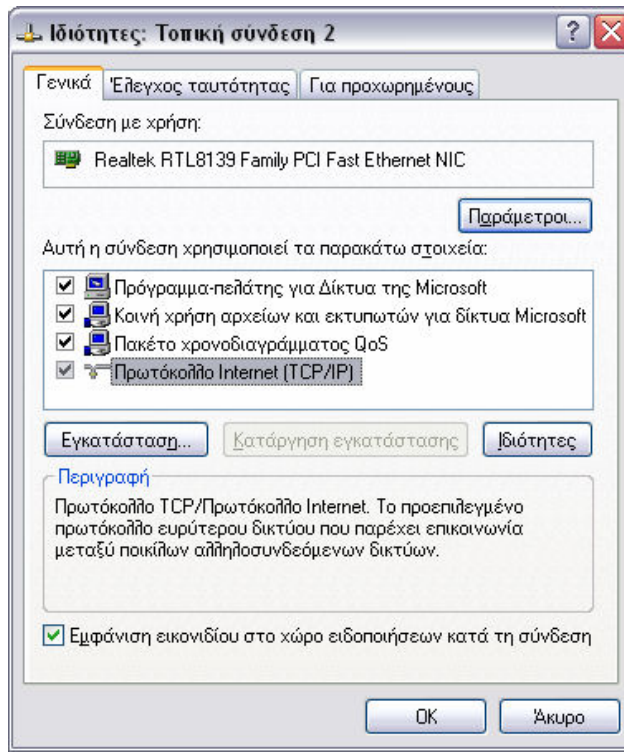 Ιδιότητες: Τοπική σύνδεση 2
Γενικά Έλεγχος ταυτότητας Για προχωρημένους
Σύνδεση με χρήση:
Realtek RTL8139 Family PCI Fast Ethernet NIC
Παράμετροι...
Αυτή η σύνδεση χρησιμοποιεί τα παρακάτω στοιχεία:
Πρόγραμμα-πελάτης για Δίκτυα της Microsoft
Κοινή χρήση αρχείων και εκτυπωτών για δίκτυα Microsoft
Πακέτο χρονοδιαγράμματος QoS
Πρωτόκολλο Internet (TCP/IP)
Εγκατάσταση... Κατάργηση εγκατάστασης Ιδιότητες
Περιγραφή
Πρωτόκολλο TCP/Πρωτόκολλο Internet. Το προεπιλεγμένο
πρωτόκολλο ευρύτερου δικτύου που παρέχει επικοινωνία
μεταξύ ποικίλων αλληλοσυνδεόμενων δικτύων.
Εμφάνιση εικονιδίου στο χώρο ειδοποιήσεων κατά τη σύνδεση
OK Άκυρο